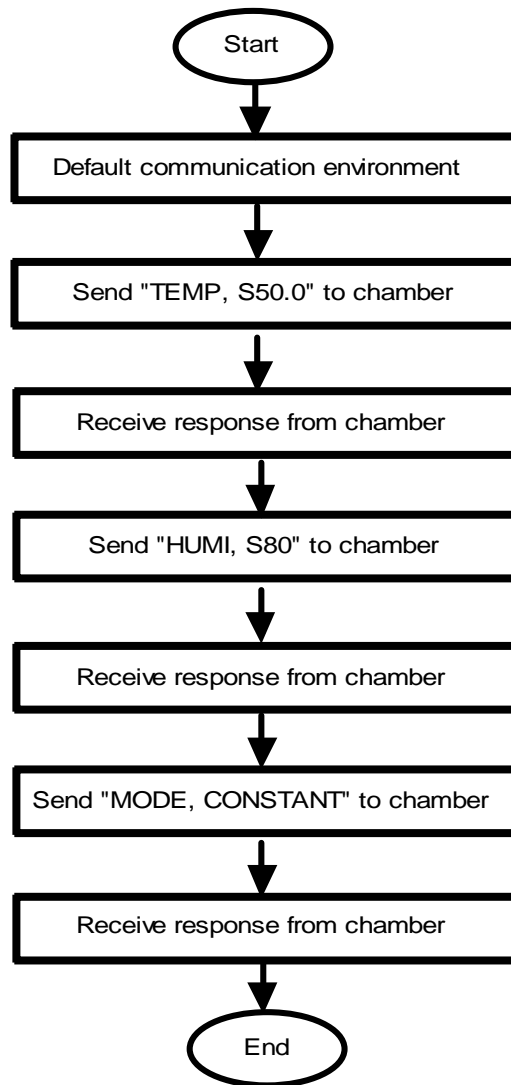 Start
Default communication environment
Send "TEMP, S50.0" to chamber
Receive response from chamber
Send "HUMI, S80" to chamber
Receive response from chamber
Send "MODE, CONSTANT" to chamber
Receive response from chamber
End